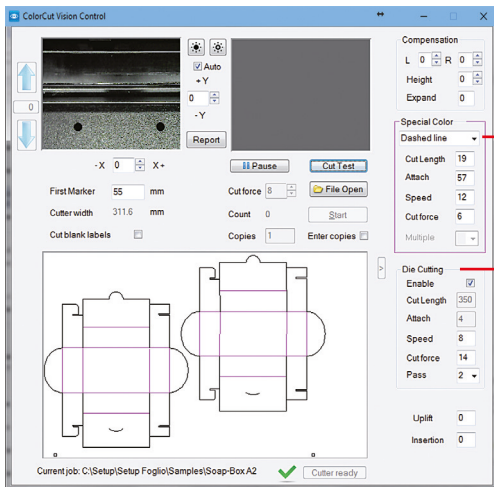 ColorCut Vision Control
Compensation
L 0 R 0
Height 0
Expand 0
Auto
+ Y
0
- Y
Report
0
- X 0 X +
Pause
Cut Test
First Marker 55 mm
Cut force 8
File Open
Cutter width 311.6 mm
Count 0
Start
Cut blank labels
Copies 1
Enter copies
Special Color
Dashed line
Cut Length 19
Attach 57
Speed 12
Cut force 6
Multiple
>
Die Cutting
Enable
Cut Length 350
Attach 4
Speed 8
Cut force 14
Pass 2
Uplift 0
Insertion 0
Current job: C:\Setup\Setup Foglio\Samples\Soap-Box A2
Cutter ready